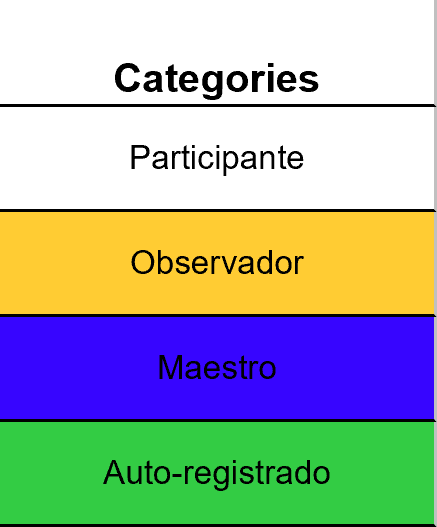 Categories
Participante
Observador
Maestro
Auto-registrado